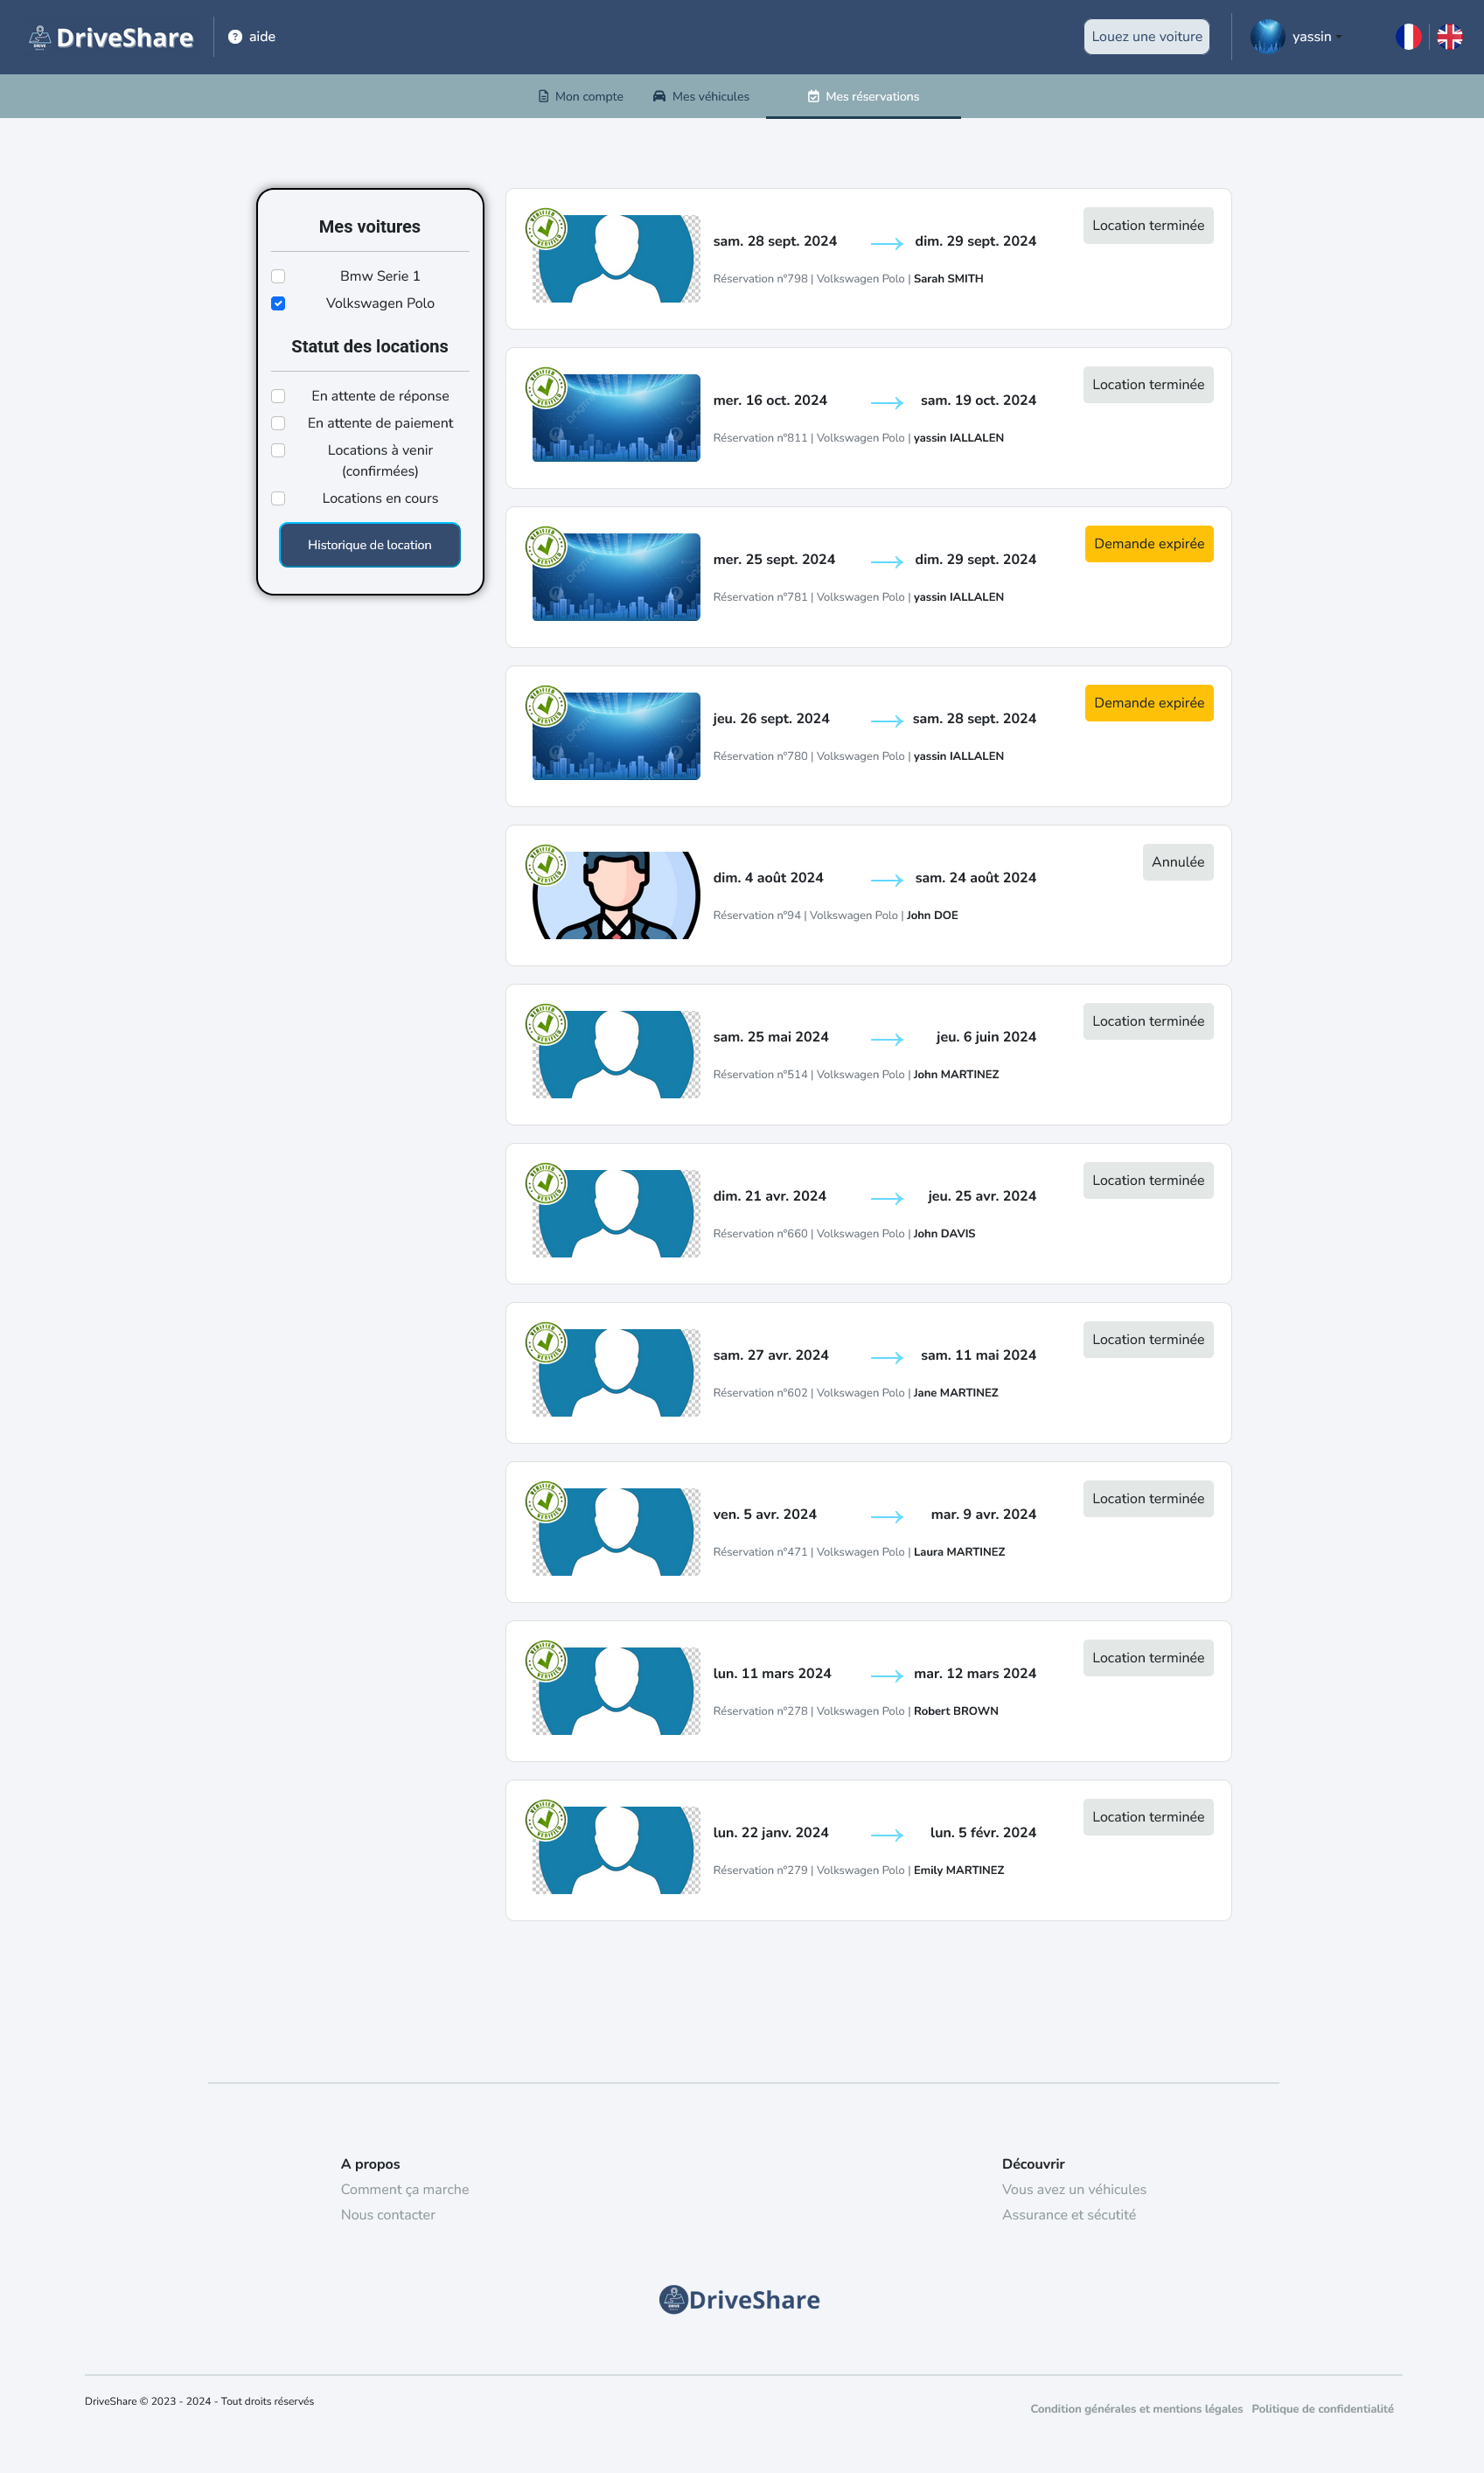 DriveShare
aide
Louez une voiture
yassin
Mon compte
Mes véhicules
Mes réservations
Mes voitures
Bmw Serie 1
Volkswagen Polo
Statut des locations
En attente de réponse
En attente de paiement
Locations à venir
(confirmées)
Locations en cours
Historique de location
VERIFIED
sam. 28 sept. 2024
dim. 29 sept. 2024
Location terminée
Réservation n°798 | Volkswagen Polo | Sarah SMITH
VERIFIED
mer. 16 oct. 2024
sam. 19 oct. 2024
Location terminée
Réservation n°811 | Volkswagen Polo | yassin IALLALEN
VERIFIED
mer. 25 sept. 2024
dim. 29 sept. 2024
Demande expirée
Réservation n°781 | Volkswagen Polo | yassin IALLALEN
VERIFIED
jeu. 26 sept. 2024
sam. 28 sept. 2024
Demande expirée
Réservation n°780 | Volkswagen Polo | yassin IALLALEN
VERIFIED
dim. 4 août 2024
sam. 24 août 2024
Annulée
Réservation n°94 | Volkswagen Polo | John DOE
VERIFIED
sam. 25 mai 2024
jeu. 6 juin 2024
Location terminée
Réservation n°514 | Volkswagen Polo | John MARTINEZ
VERIFIED
dim. 21 avr. 2024
jeu. 25 avr. 2024
Location terminée
Réservation n°660 | Volkswagen Polo | John DAVIS
VERIFIED
sam. 27 avr. 2024
sam. 11 mai 2024
Location terminée
Réservation n°602 | Volkswagen Polo | Jane MARTINEZ
VERIFIED
ven. 5 avr. 2024
mar. 9 avr. 2024
Location terminée
Réservation n°471 | Volkswagen Polo | Laura MARTINEZ
VERIFIED
lun. 11 mars 2024
mar. 12 mars 2024
Location terminée
Réservation n°278 | Volkswagen Polo | Robert BROWN
VERIFIED
lun. 22 janv. 2024
lun. 5 févr. 2024
Location terminée
Réservation n°279 | Volkswagen Polo | Emily MARTINEZ
A propos
Comment ça marche
Nous contacter
Découvrir
Vous avez un véhicules
Assurance et sécutité
DriveShare
DriveShare © 2023 - 2024 - Tout droits réservés
Condition générales et mentions légales
Politique de confidentialité